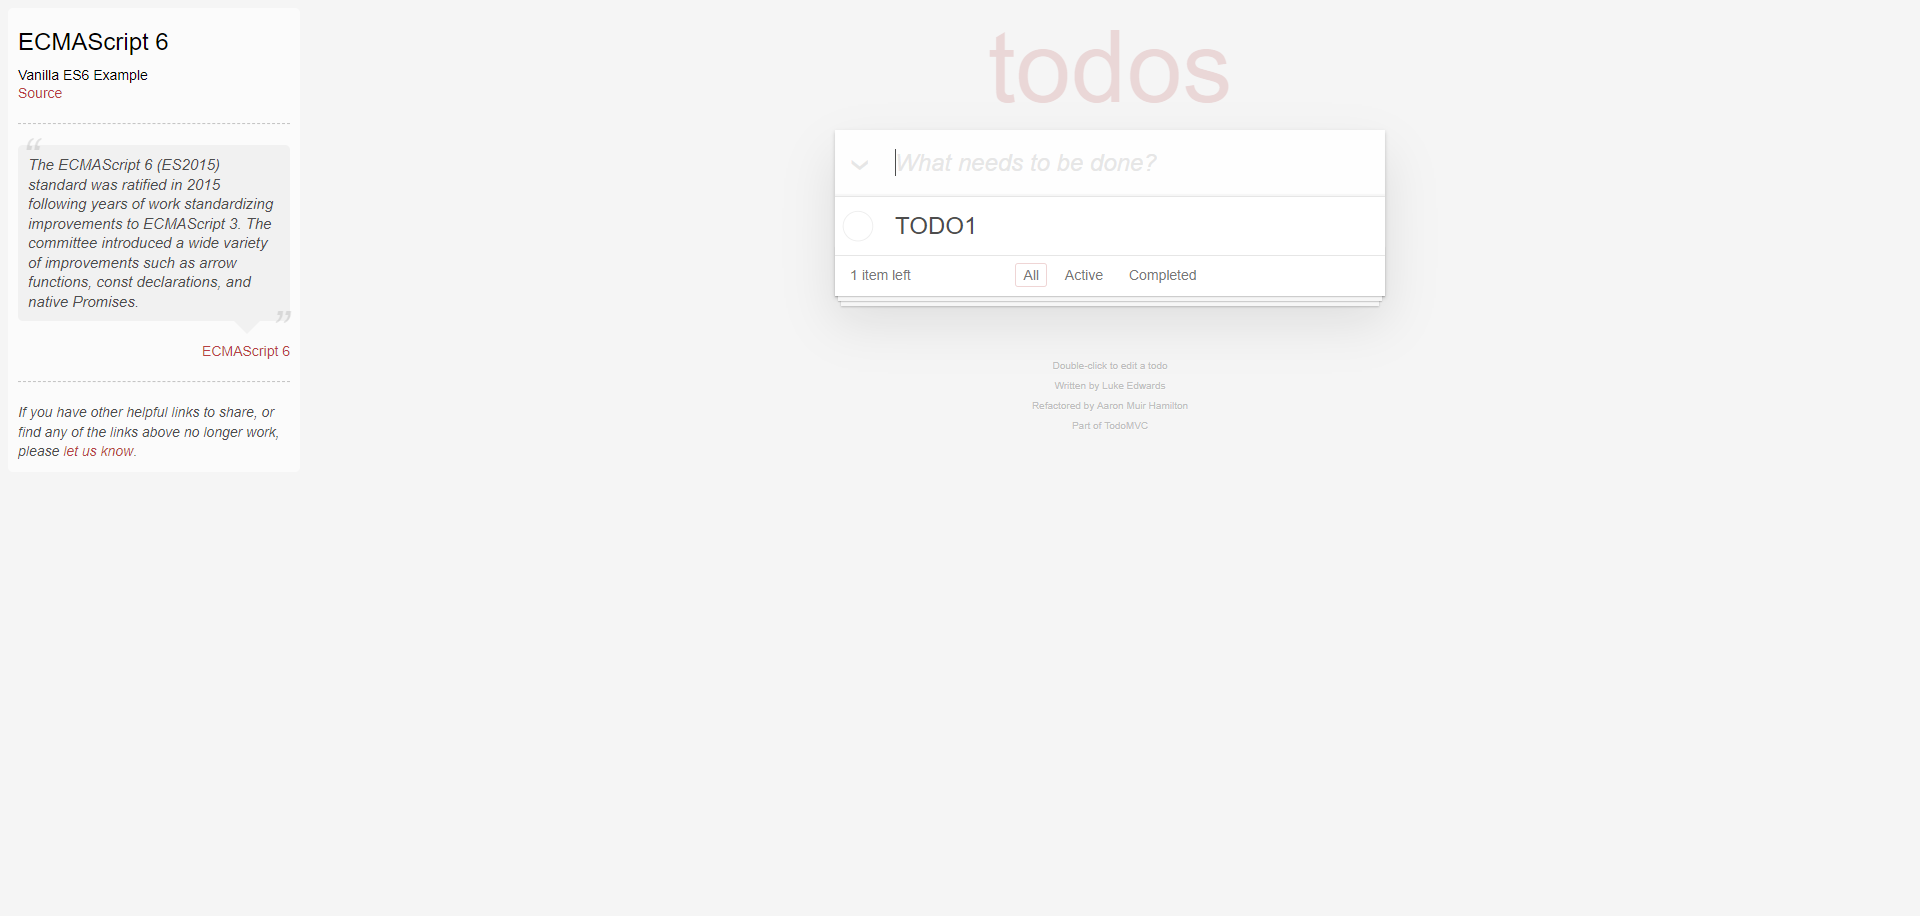 ECMAScript 6
Vanilla ES6 Example
Source
“
The ECMAScript 6 (ES2015)
standard was ratified in 2015
following years of work standardizing
improvements to ECMAScript 3. The
committee introduced a wide variety
of improvements such as arrow
functions, const declarations, and
native Promises.
”
ECMAScript 6
If you have other helpful links to share, or
find any of the links above no longer work,
please let us know.
todos
What needs to be done?
TODO1
1 item left All Active Completed
Double-click to edit a todo
Written by Luke Edwards
Refactored by Aaron Muir Hamilton
Part of TodoMVC